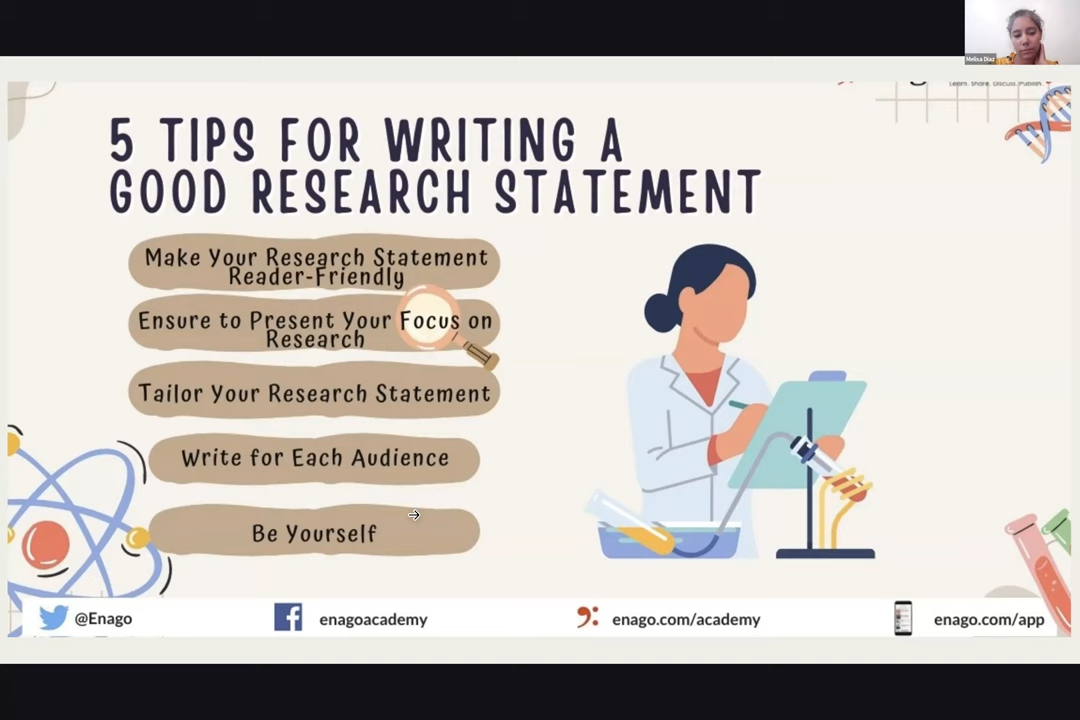 Melisa Diaz
Learn. Share. Discuss. Publish.
5 TIPS FOR WRITING A
GOOD RESEARCH STATEMENT
Make Your Research Statement
Reader-Friendly
Ensure to Present Your Focus on
Research
Tailor Your Research Statement
Write for Each Audience
Be Yourself
@Enago
enagoacademy
enago.com/academy
enago.com/app